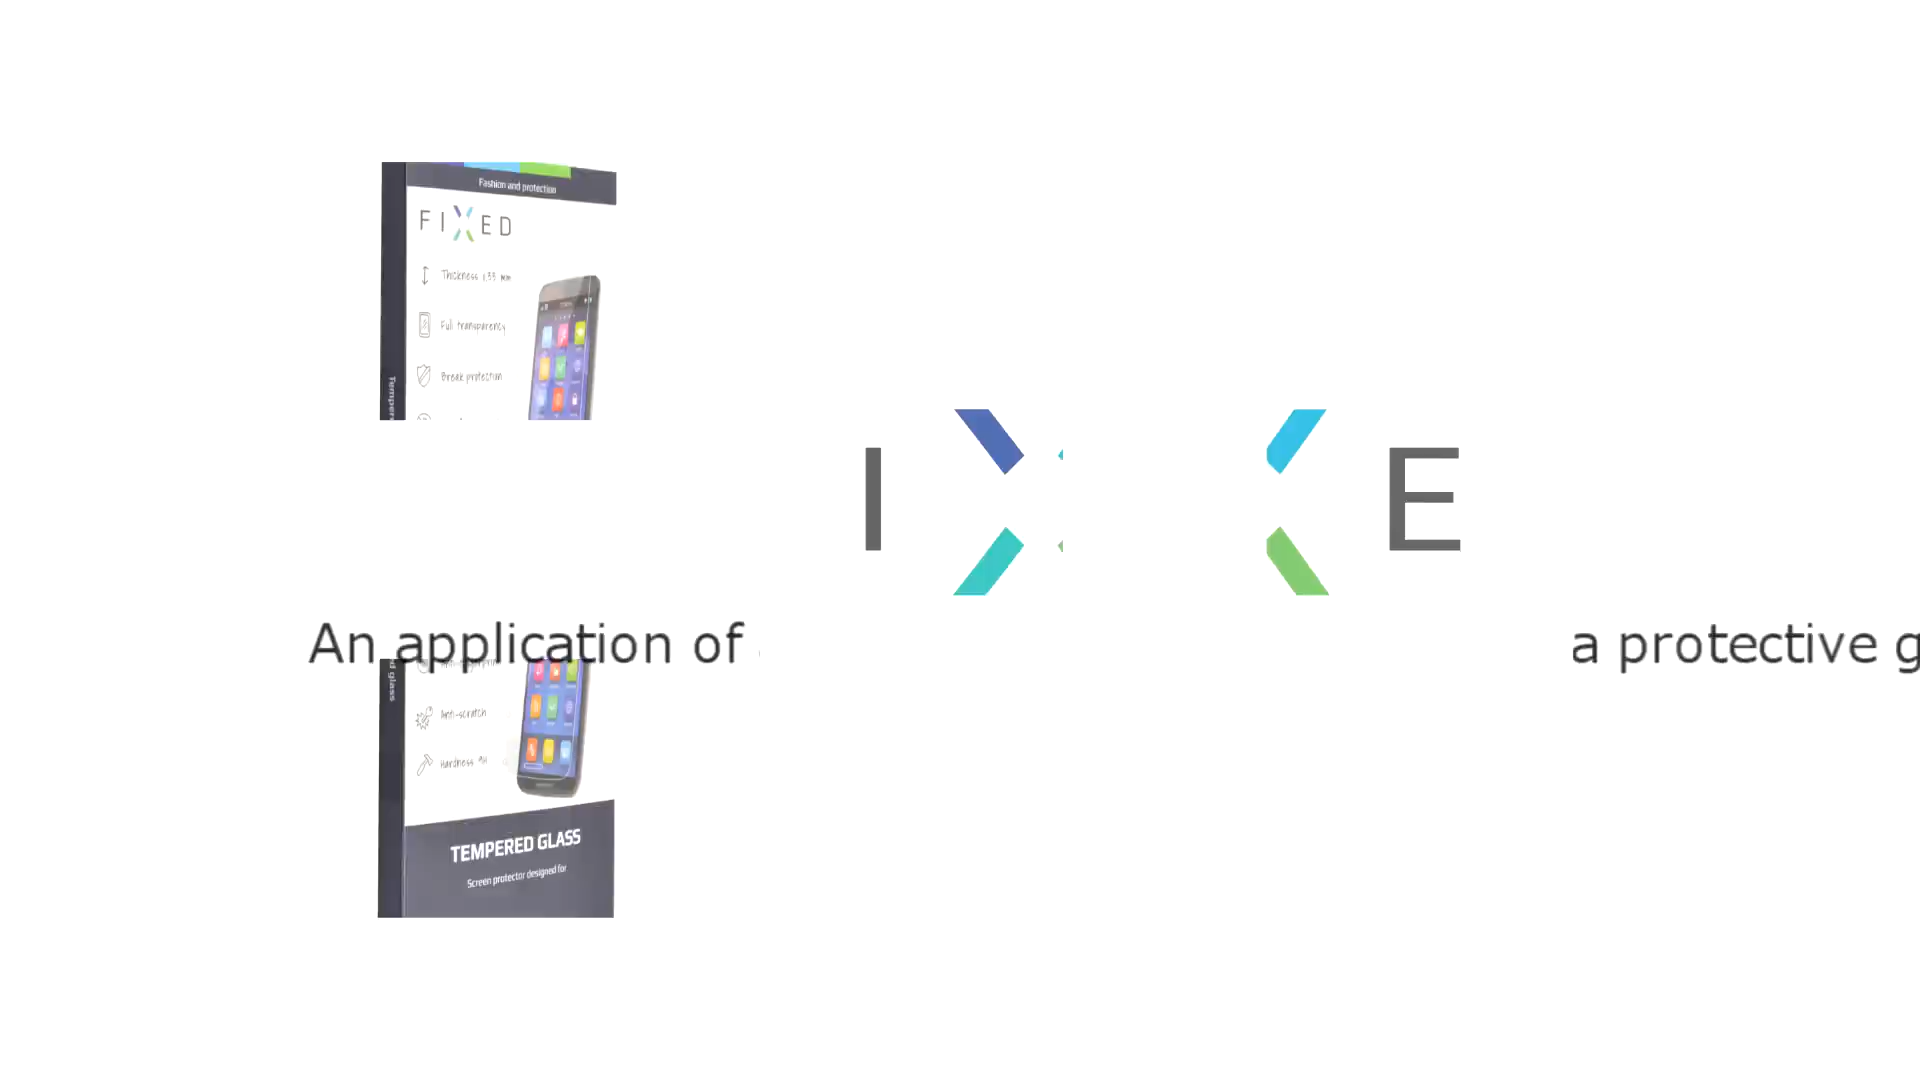 Fashion and protection
FIXED
Thickness 0.33 mm
Full transparency
Break protection
I X E
An application of
a protective g
d glass
Anti-scratch
Hardness 9H
TEMPERED GLASS
Screen protector designed for